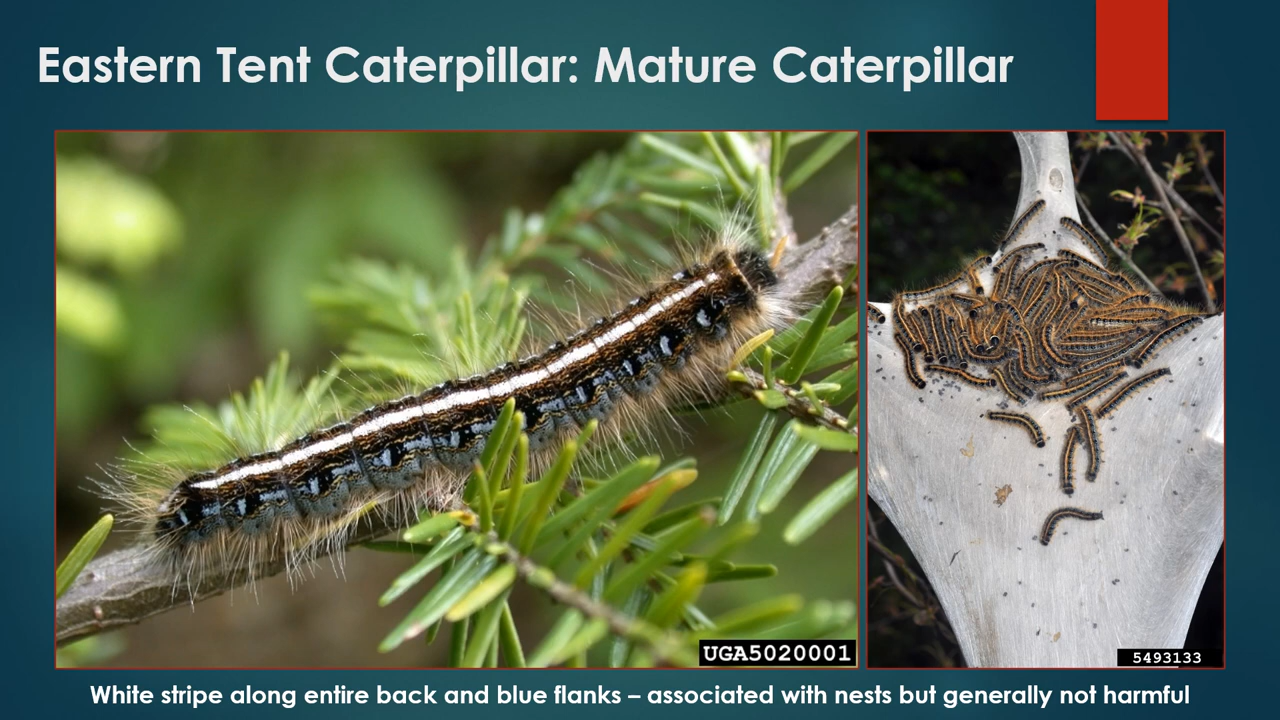 Eastern Tent Caterpillar: Mature Caterpillar
UGA5020001
5493133
White stripe along entire back and blue flanks – associated with nests but generally not harmful